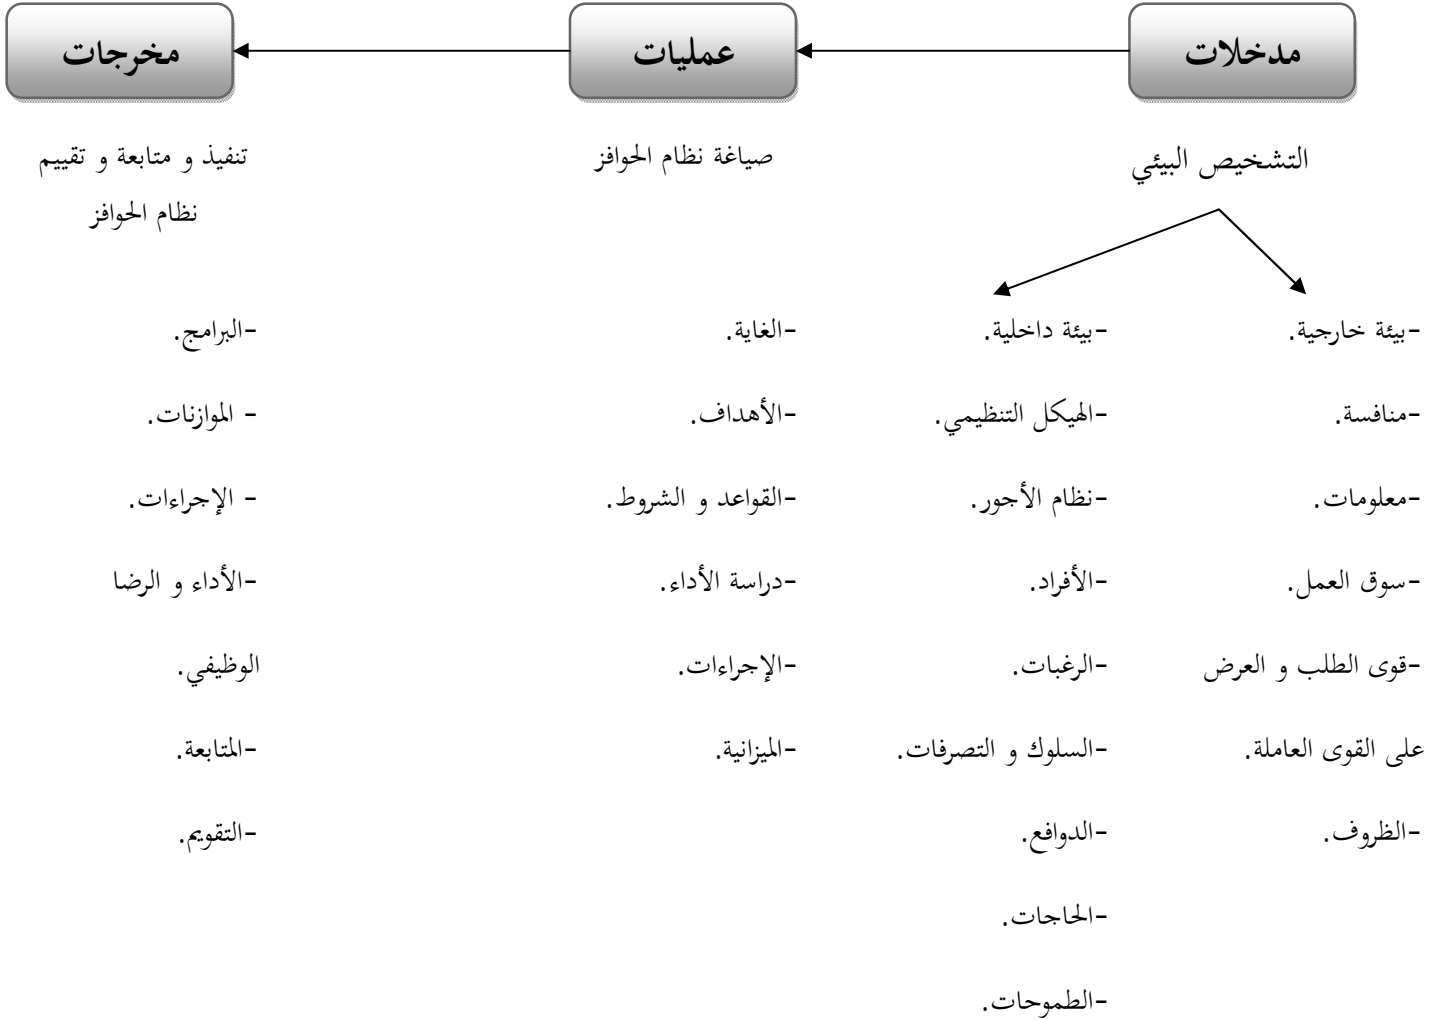 مدخلات
عمليات
مخرجات
التشخيص البيئي
صياغة نظام الحوافز
تنفيذ و متابعة و تقييم
نظام الحوافز
-بيئة خارجية.
-منافسة.
-معلومات.
-سوق العمل.
-قوى الطلب و العرض
على القوى العاملة.
-الظروف.
-بيئة داخلية.
-الهيكل التنظيمي.
-نظام الأجور.
-الأفراد.
-الرغبات.
-السلوك و التصرفات.
-الدوافع.
-الحاجات.
-الطموحات.
-الغاية.
-الأهداف.
-القواعد و الشروط.
-دراسة الأداء.
-الإجراءات.
-الميزانية.
-البرامج.
- الموازنات.
- الإجراءات.
-الأداء و الرضا
الوظيفي.
-المتابعة.
-التقويم.